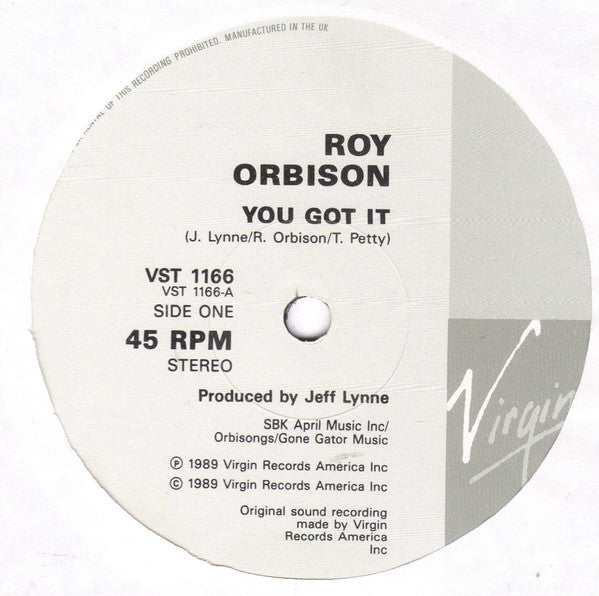 OF THIS RECORDING PROHIBITED. MANUFACTURED IN THE UK
ROY
ORBISON
YOU GOT IT
(J. Lynne/R. Orbison/T. Petty)
VST 1166
VST 1166-A
SIDE ONE
45 RPM
STEREO
Produced by Jeff Lynne
SBK April Music Inc/
Orbisongs/Gone Gator Music
℗ 1989 Virgin Records America Inc
© 1989 Virgin Records America Inc
Original sound recording
made by Virgin
Records America
Inc
Virgin